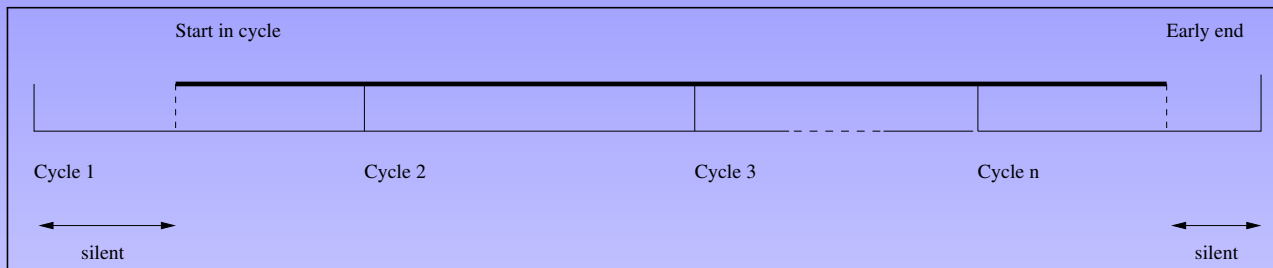 Start in cycle
Early end
Cycle 1
Cycle 2
Cycle 3
Cycle n
silent
silent